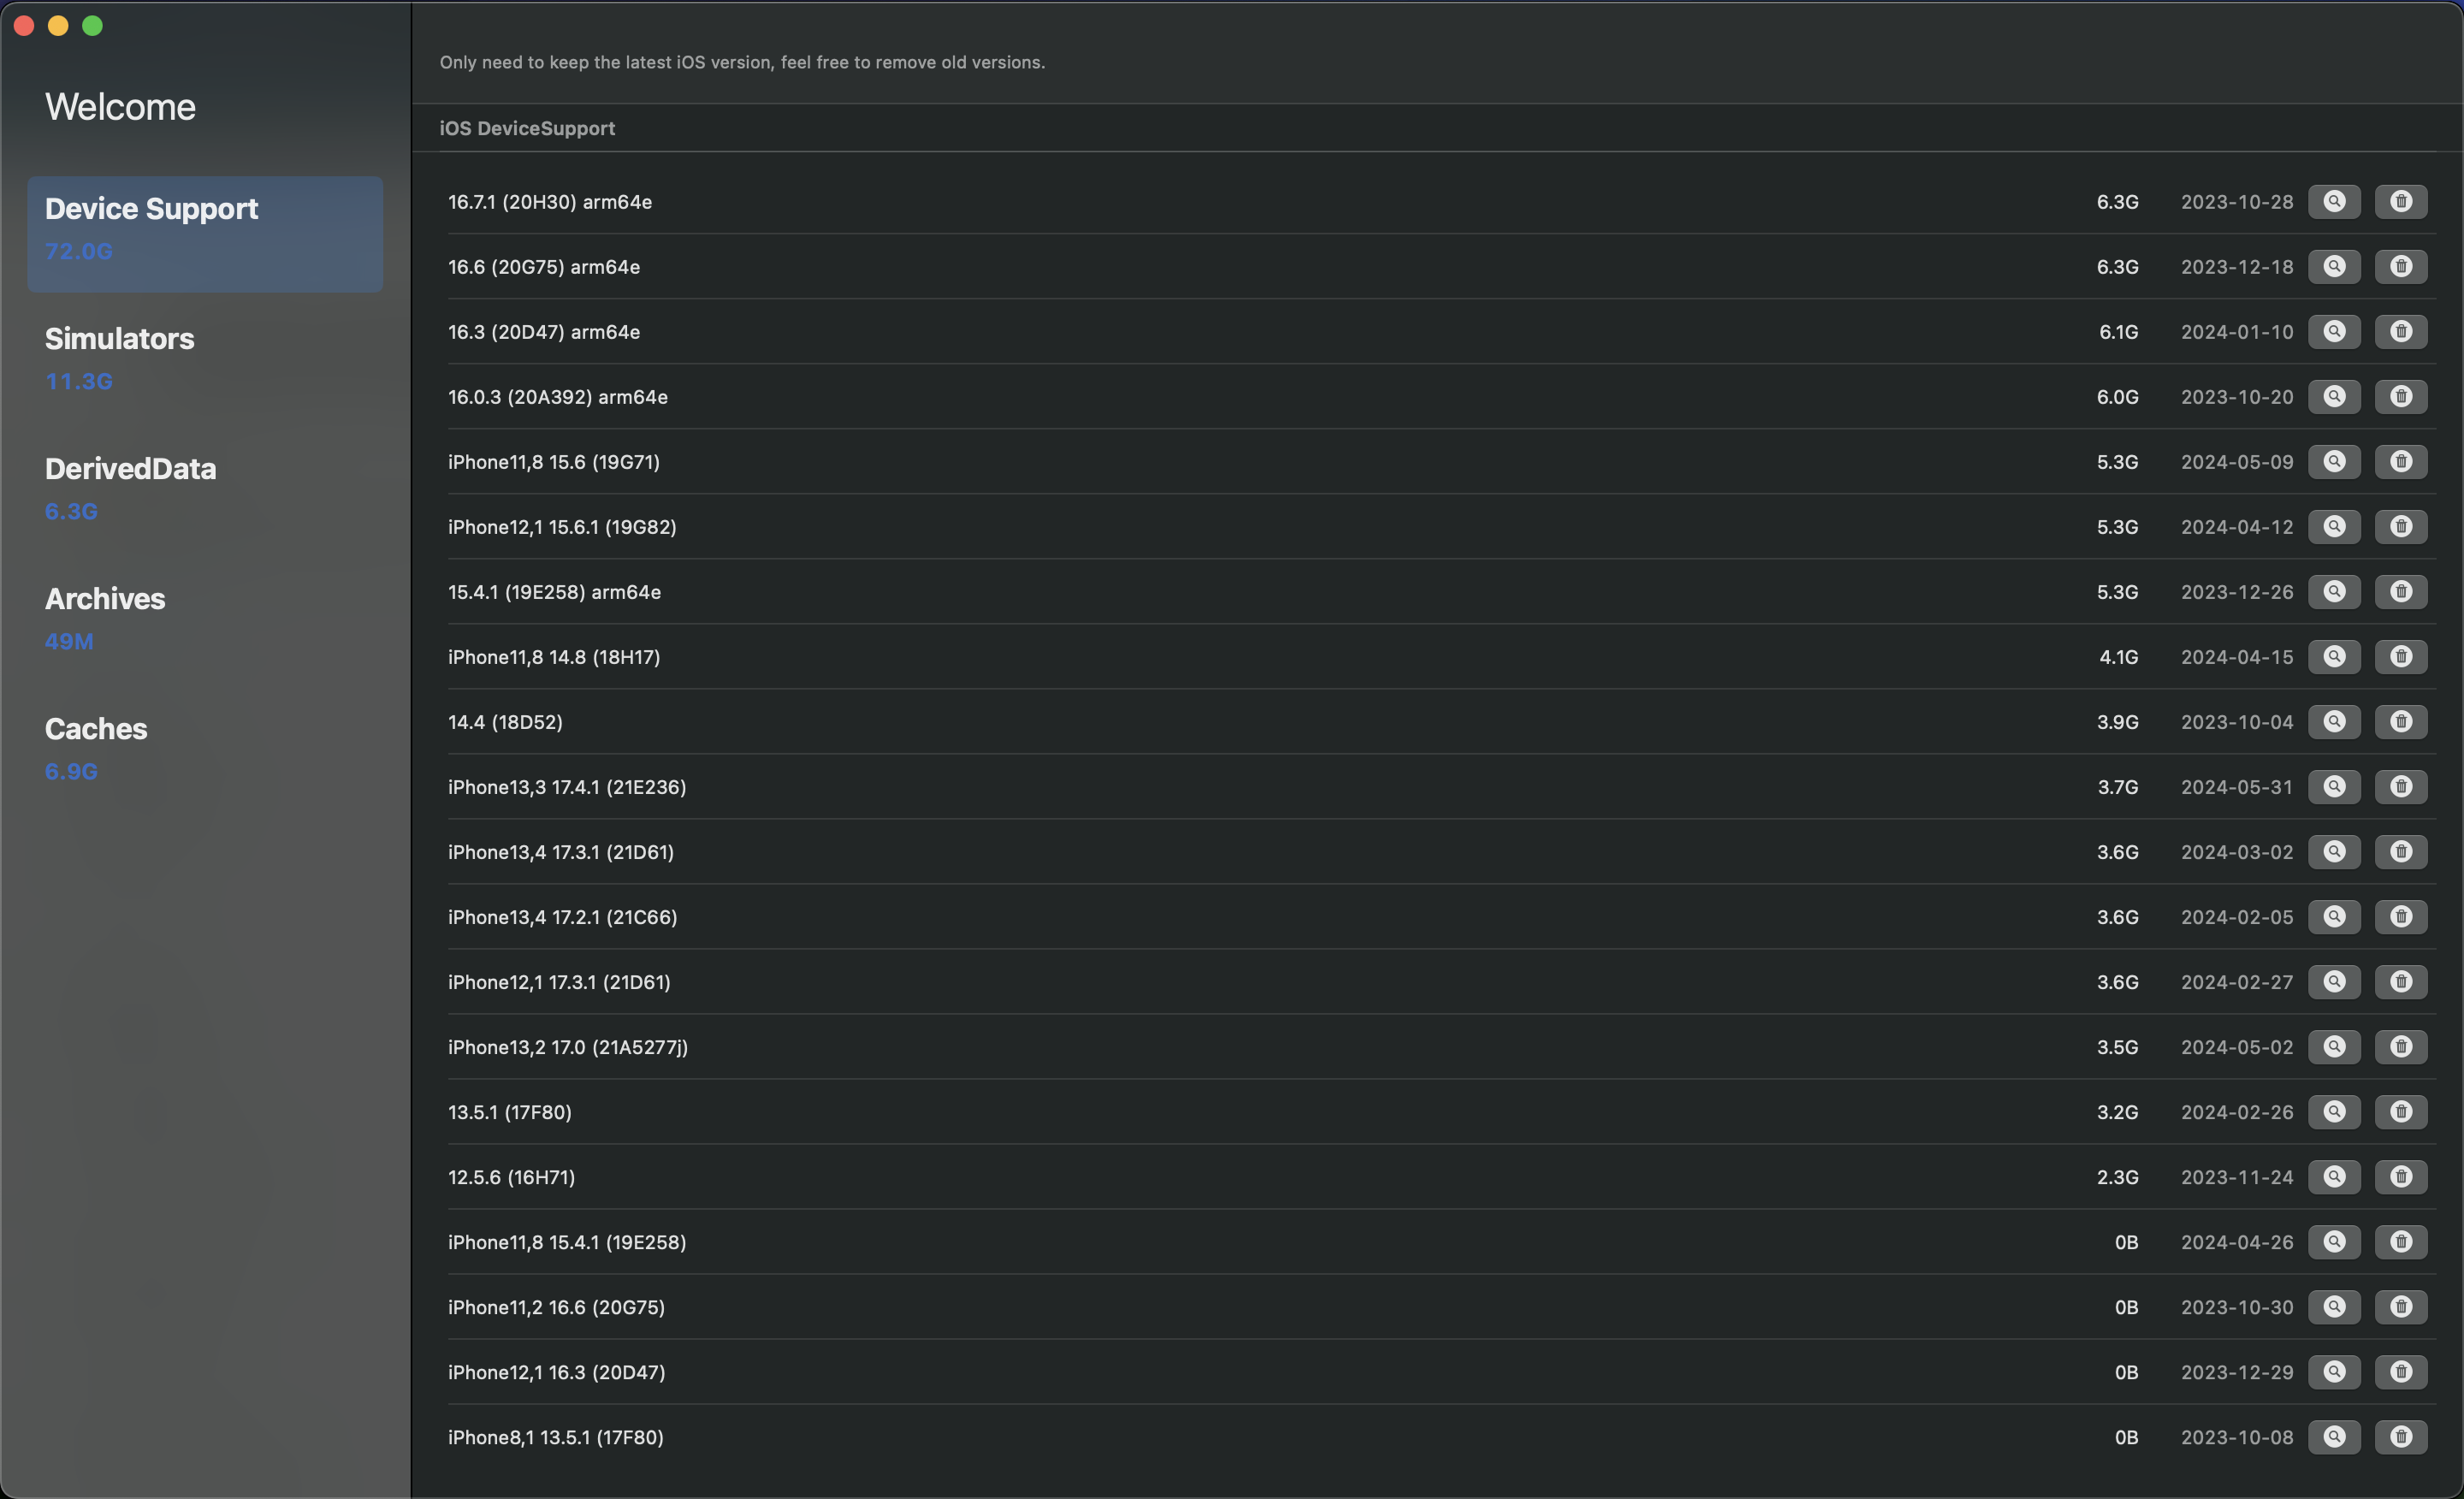 Welcome
Device Support
72.0G
Simulators
11.3G
DerivedData
6.3G
Archives
49M
Caches
6.9G
Only need to keep the latest iOS version, feel free to remove old versions.
iOS DeviceSupport
16.7.1 (20H30) arm64e 6.3G 2023-10-28
16.6 (20G75) arm64e 6.3G 2023-12-18
16.3 (20D47) arm64e 6.1G 2024-01-10
16.0.3 (20A392) arm64e 6.0G 2023-10-20
iPhone11,8 15.6 (19G71) 5.3G 2024-05-09
iPhone12,1 15.6.1 (19G82) 5.3G 2024-04-12
15.4.1 (19E258) arm64e 5.3G 2023-12-26
iPhone11,8 14.8 (18H17) 4.1G 2024-04-15
14.4 (18D52) 3.9G 2023-10-04
iPhone13,3 17.4.1 (21E236) 3.7G 2024-05-31
iPhone13,4 17.3.1 (21D61) 3.6G 2024-03-02
iPhone13,4 17.2.1 (21C66) 3.6G 2024-02-05
iPhone12,1 17.3.1 (21D61) 3.6G 2024-02-27
iPhone13,2 17.0 (21A5277j) 3.5G 2024-05-02
13.5.1 (17F80) 3.2G 2024-02-26
12.5.6 (16H71) 2.3G 2023-11-24
iPhone11,8 15.4.1 (19E258) 0B 2024-04-26
iPhone11,2 16.6 (20G75) 0B 2023-10-30
iPhone12,1 16.3 (20D47) 0B 2023-12-29
iPhone8,1 13.5.1 (17F80) 0B 2023-10-08